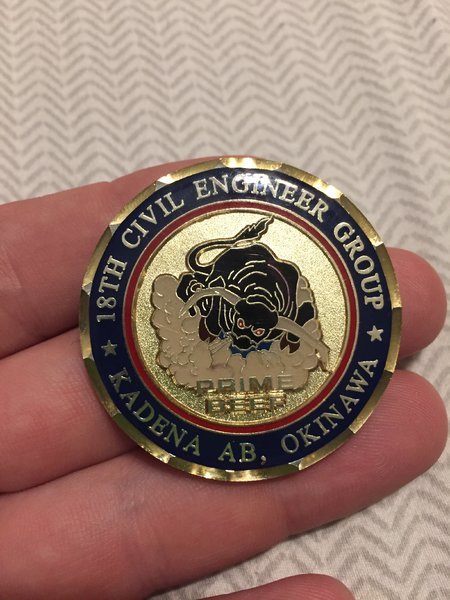 18TH CIVIL ENGINEER GROUP
PRIME
BEEF
KADENA AB, OKINAWA